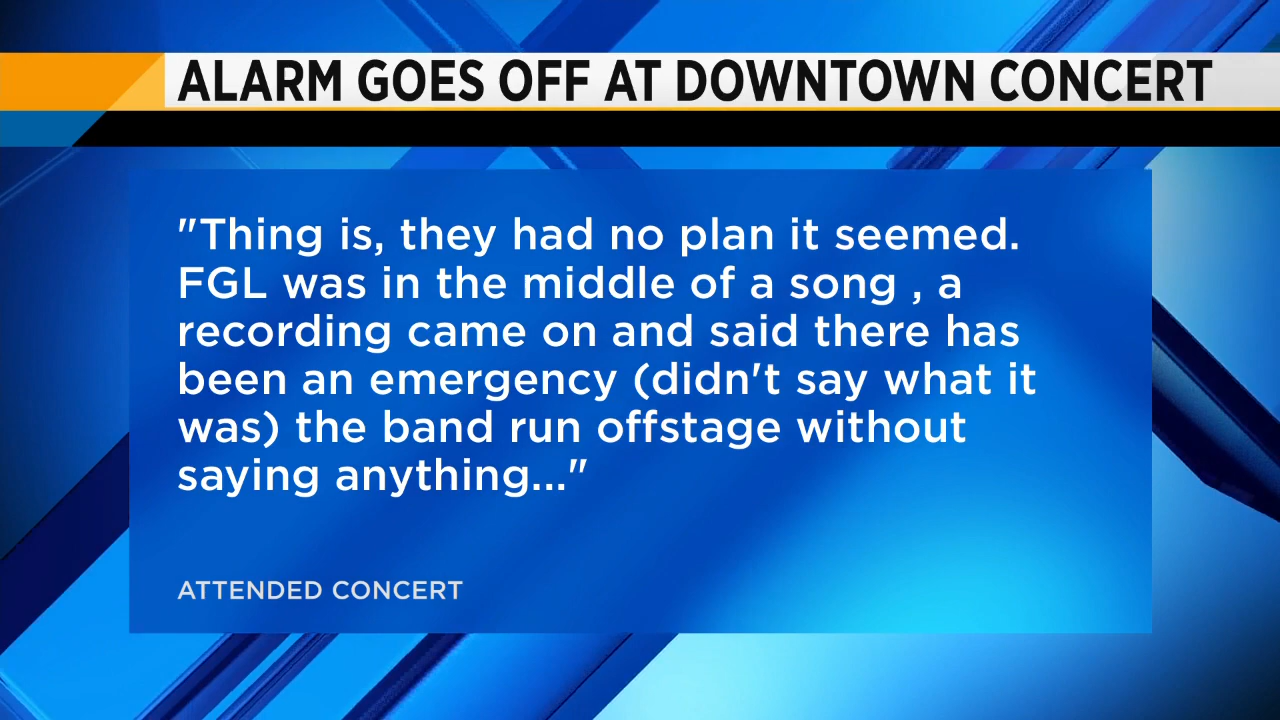 ALARM GOES OFF AT DOWNTOWN CONCERT
"Thing is, they had no plan it seemed.
FGL was in the middle of a song , a
recording came on and said there has
been an emergency (didn't say what it
was) the band run offstage without
saying anything..."
ATTENDED CONCERT